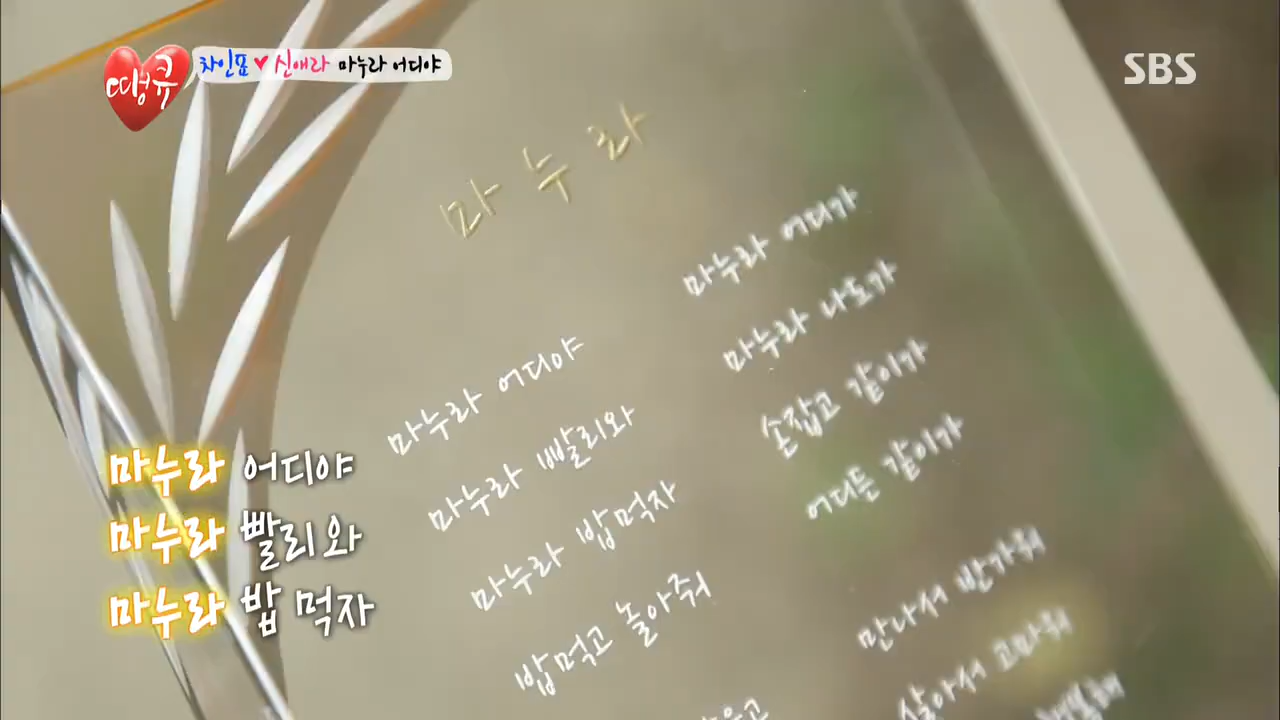 땡큐
차인표 ♥ 신애라 마누라 어디야
SBS
마누라
마누라 어디야
마누라 빨리와
마누라 밥먹자
밥먹고 놀아줘
마누라 어디가
마누라 나도가
손잡고 같이가
어디든 같이가
만나서 반가워
살아서 고마워
마누라 어디야
마누라 빨리와
마누라 밥 먹자